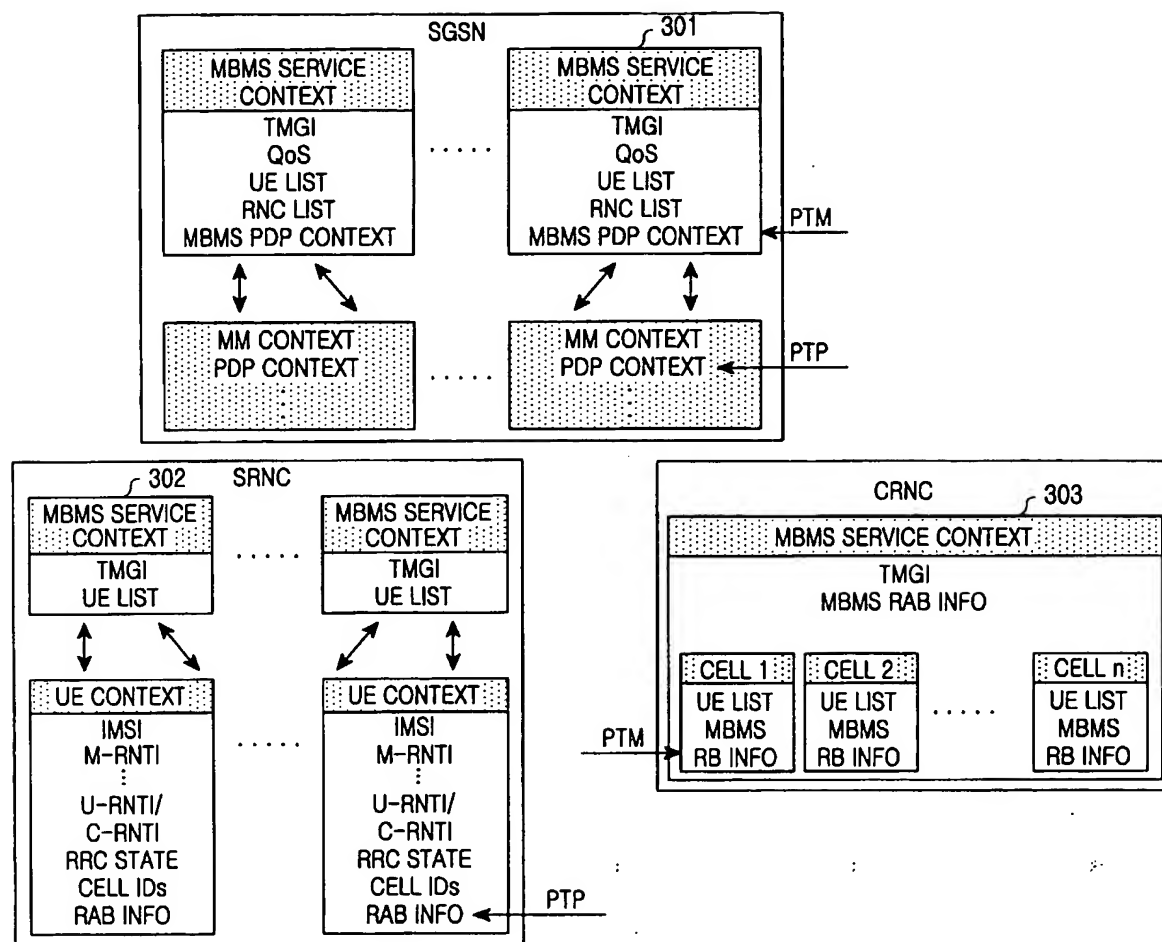 SGSN
301
MBMS SERVICE
CONTEXT
TMGI
QoS
UE LIST
RNC LIST
MBMS PDP CONTEXT
.....
MBMS SERVICE
CONTEXT
TMGI
QoS
UE LIST
RNC LIST
MBMS PDP CONTEXT
PTM
MM CONTEXT
PDP CONTEXT
.....
MM CONTEXT
PDP CONTEXT
PTP
302
SRNC
MBMS SERVICE
CONTEXT
TMGI
UE LIST
.....
MBMS SERVICE
CONTEXT
TMGI
UE LIST
UE CONTEXT
IMSI
M-RNTI
U-RNTI/
C-RNTI
RRC STATE
CELL IDs
RAB INFO
.....
UE CONTEXT
IMSI
M-RNTI
U-RNTI/
C-RNTI
RRC STATE
CELL IDs
RAB INFO
PTP
CRNC
303
MBMS SERVICE CONTEXT
TMGI
MBMS RAB INFO
CELL 1
UE LIST
MBMS
RB INFO
CELL 2
UE LIST
MBMS
RB INFO
.....
CELL n
UE LIST
MBMS
RB INFO
PTM